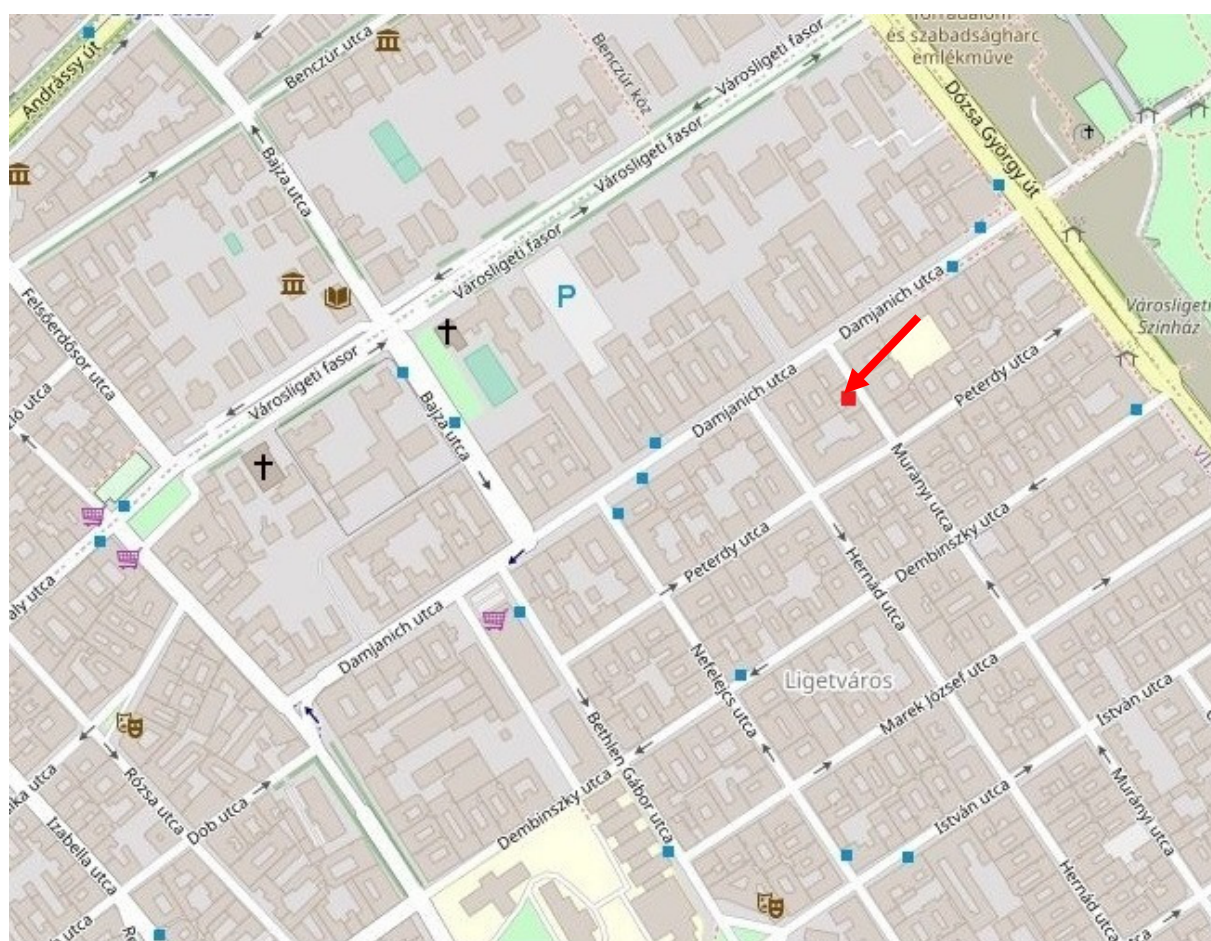 forradalom
és szabadságharc
emlékműve
Andrássy út
Benczúr utca
Benczúr köz
Városligeti fasor
Dózsa György út
Bajza utca
Városligeti fasor
Városligeti fasor
P
Damjanich utca
Városligeti
Színház
Felsőerdősor utca
Városligeti fasor
Bajza utca
Damjanich utca
Peterdy utca
Murányi utca
Dembinszky utca
Peterdy utca
Hernád utca
Damjanich utca
Nefelejcs utca
Ligetváros
Marek József utca
István utca
Bethlen Gábor utca
Rózsa utca
Dob utca
Izabella utca
Dembinszky utca
István utca
Murányi utca
Hernád utca